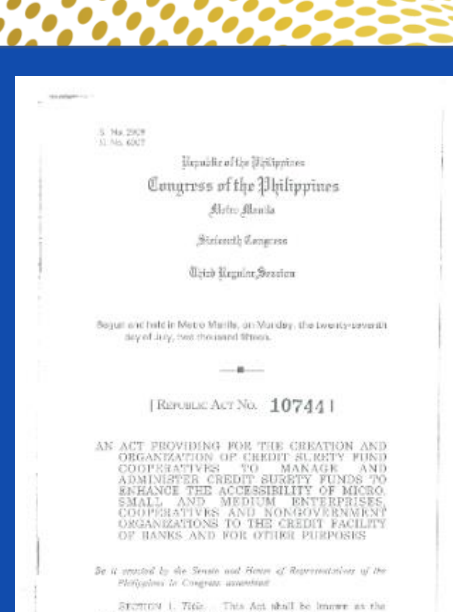 S. No. 2909
H. No. 6007
Republic of the Philippines
Congress of the Philippines
Metro Manila
Sixteenth Congress
Third Regular Session
Begun and held in Metro Manila, on Monday, the twenty-seventh
day of July, two thousand fifteen.
[ REPUBLIC ACT NO. 10744 ]
AN ACT PROVIDING FOR THE CREATION AND
ORGANIZATION OF CREDIT SURETY FUND
COOPERATIVES TO MANAGE AND
ADMINISTER CREDIT SURETY FUNDS TO
ENHANCE THE ACCESSIBILITY OF MICRO,
SMALL AND MEDIUM ENTERPRISES,
COOPERATIVES AND NONGOVERNMENT
ORGANIZATIONS TO THE CREDIT FACILITY
OF BANKS AND FOR OTHER PURPOSES
Be it enacted by the Senate and House of Representatives of the
Philippines in Congress assembled:
SECTION 1. Title. This Act shall be known as the